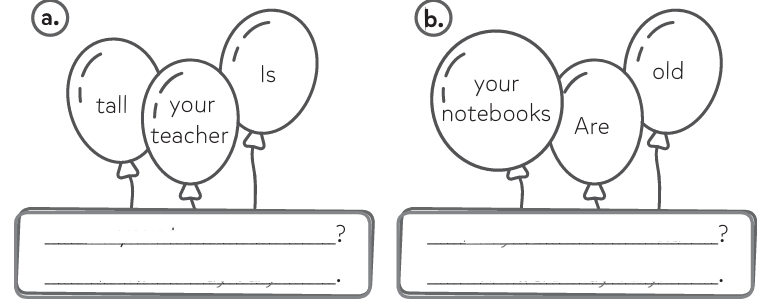 a.
tall
your
teacher
Is
?
.
b.
your
notebooks
Are
old
?
.